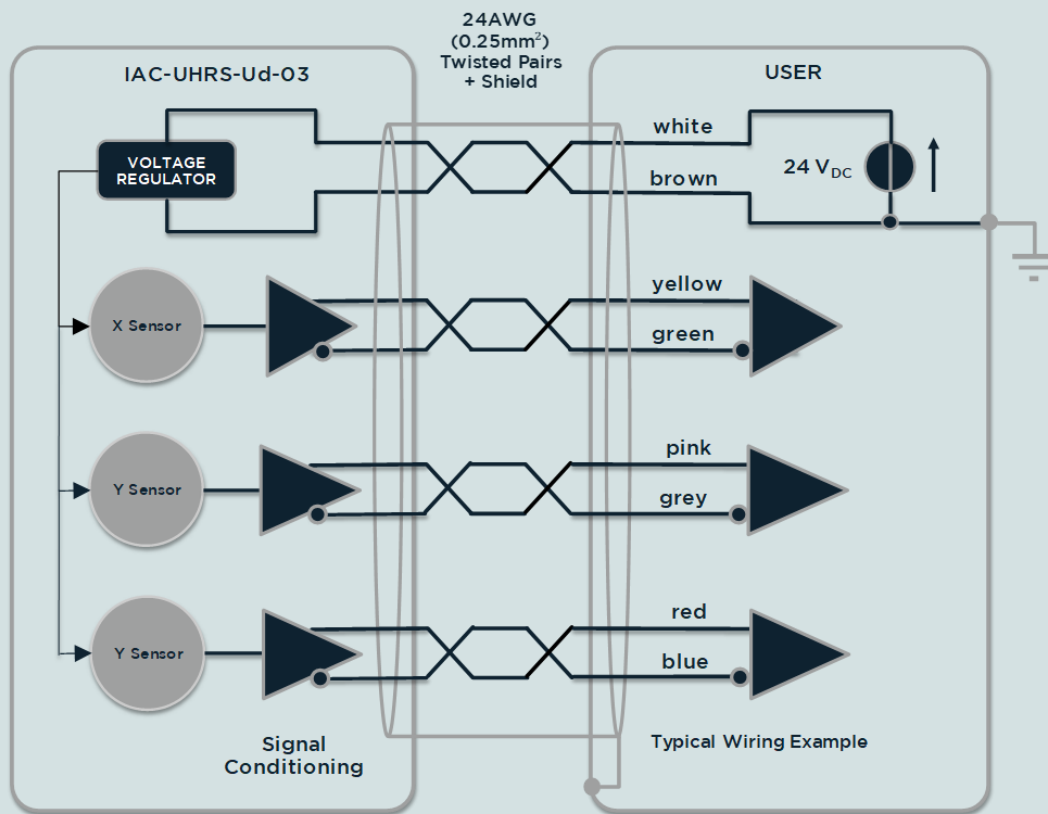 24AWG
(0.25mm²)
Twisted Pairs
+ Shield
IAC-UHRS-Ud-03
USER
VOLTAGE
REGULATOR
white
brown
24 V_DC
X Sensor
yellow
green
Y Sensor
pink
grey
Y Sensor
red
blue
Signal
Conditioning
Typical Wiring Example